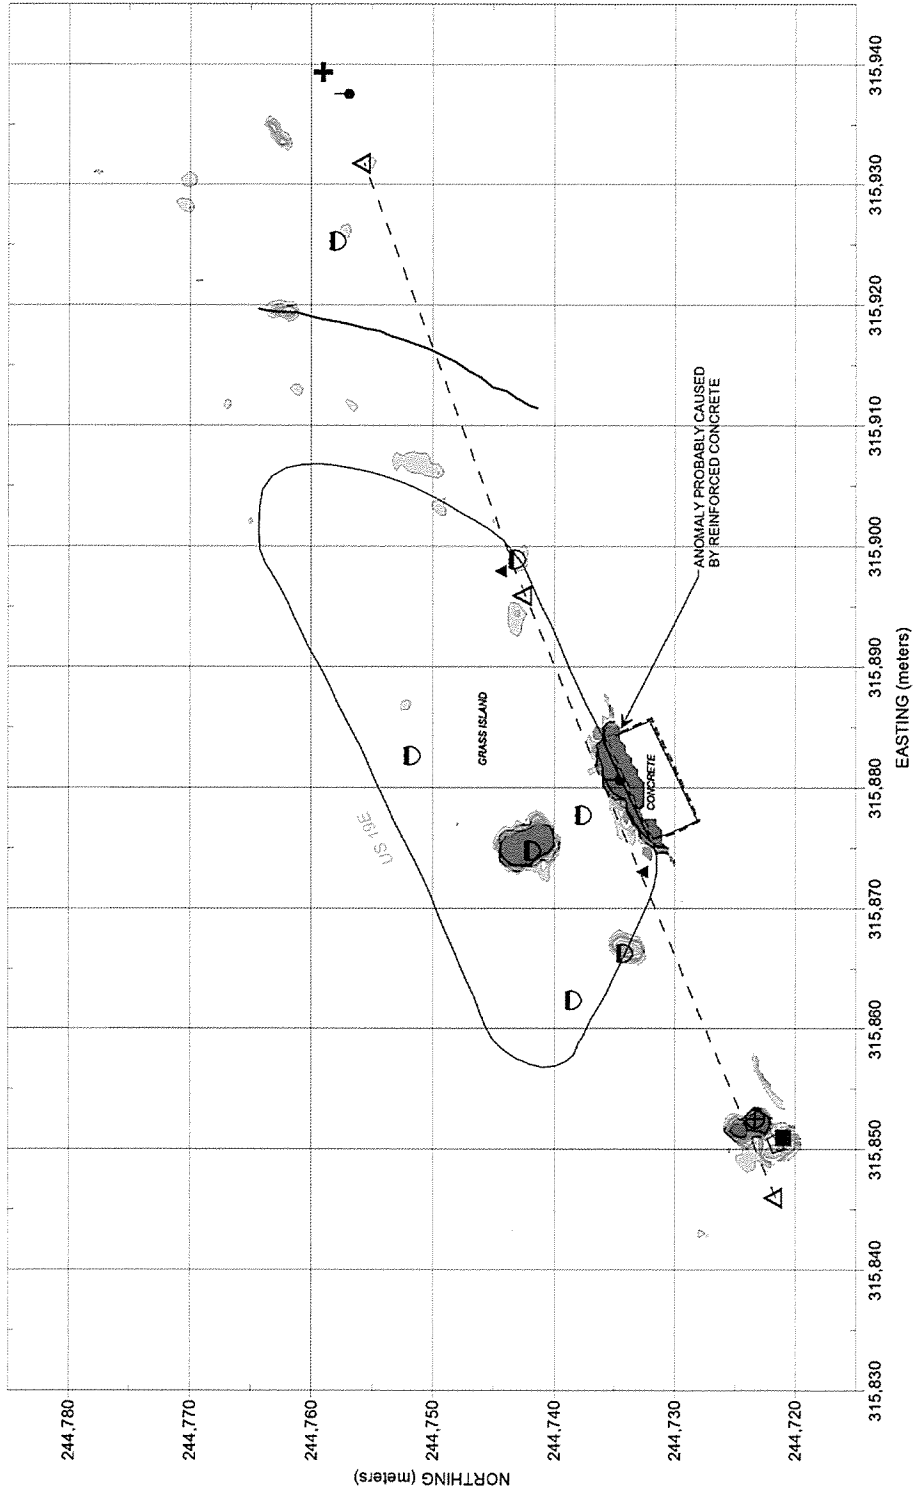 244,780
244,770
244,760
244,750
244,740
244,730
244,720
NORTHING (meters)
315,830
315,840
315,850
315,860
315,870
315,880
315,890
315,900
315,910
315,920
315,930
315,940
EASTING (meters)
US 19E
GRASS ISLAND
CONCRETE
ANOMALY PROBABLY CAUSED
BY REINFORCED CONCRETE